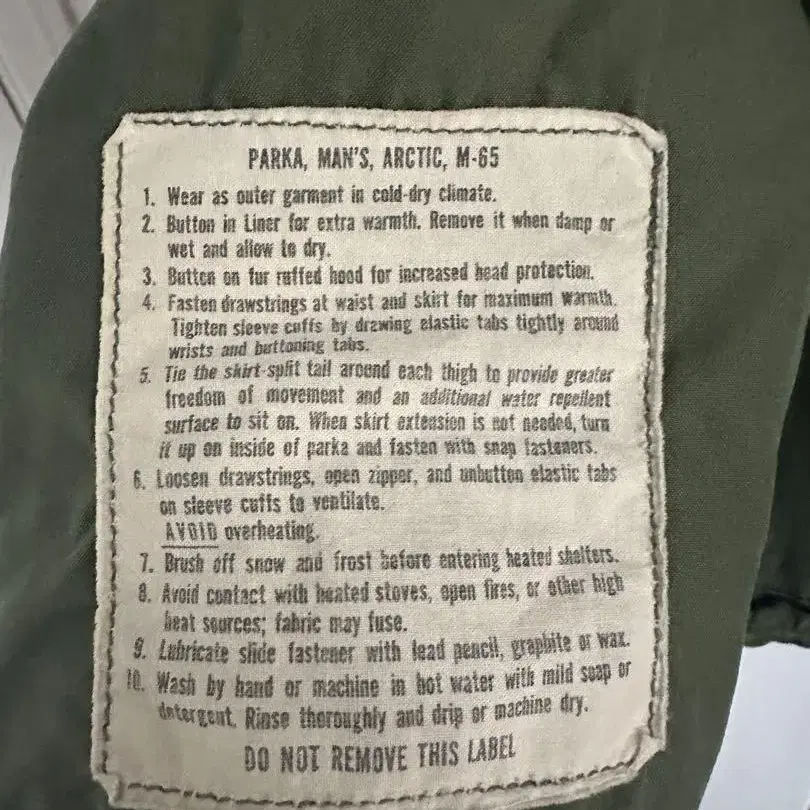 PARKA, MAN'S, ARCTIC, M-65
1. Wear as outer garment in cold-dry climate.
2. Button in Liner for extra warmth. Remove it when damp or
wet and allow to dry.
3. Button on fur ruffed hood for increased head protection.
4. Fasten drawstrings at waist and skirt for maximum warmth.
Tighten sleeve cuffs by drawing elastic tabs tightly around
wrists and buttoning tabs.
5. Tie the skirt-split tail around each thigh to provide greater
freedom of movement and an additional water repellent
surface to sit on. When skirt extension is not needed, turn
it up on inside of parka and fasten with snap fasteners.
6. Loosen drawstrings, open zipper, and unbutton elastic tabs
on sleeve cuffs to ventilate.
AVOID overheating.
7. Brush off snow and frost before entering heated shelters.
8. Avoid contact with heated stoves, open fires, or other high
heat sources; fabric may fuse.
9. Lubricate slide fastener with lead pencil, graphite or wax.
10. Wash by hand or machine in hot water with mild soap or
detergent. Rinse thoroughly and drip or machine dry.
DO NOT REMOVE THIS LABEL